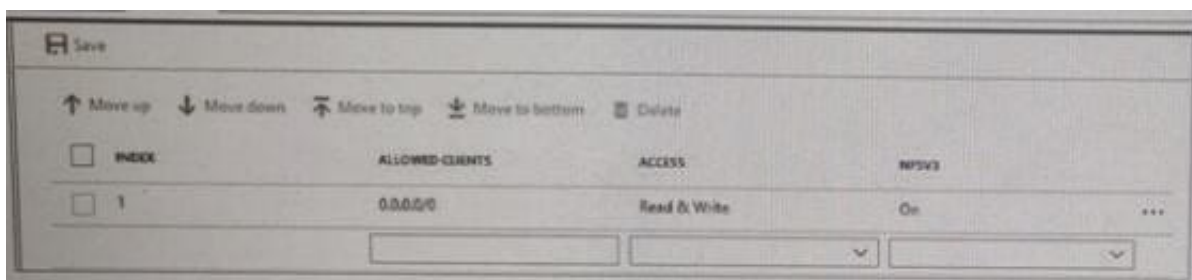 Save
Move up Move down Move to top Move to bottom Delete
INDEX ALLOWED CLIENTS ACCESS NFSV3
1 0.0.0.0/0 Read & Write On ...